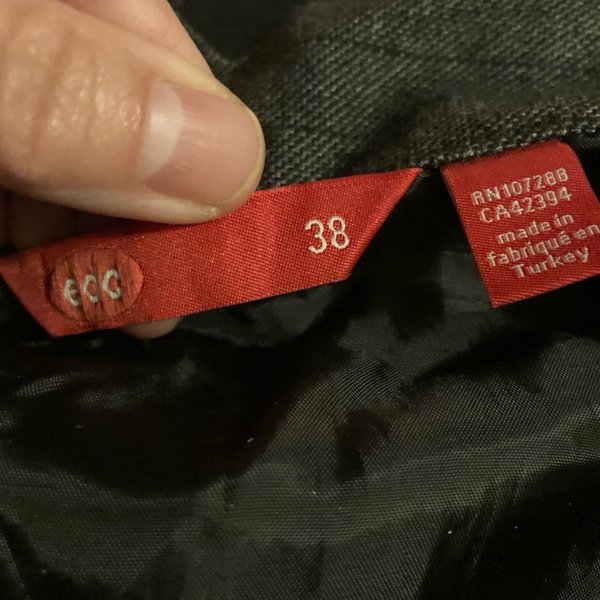 ecc
38
RN107288
CA42394
made in
fabriqué en
Turkey